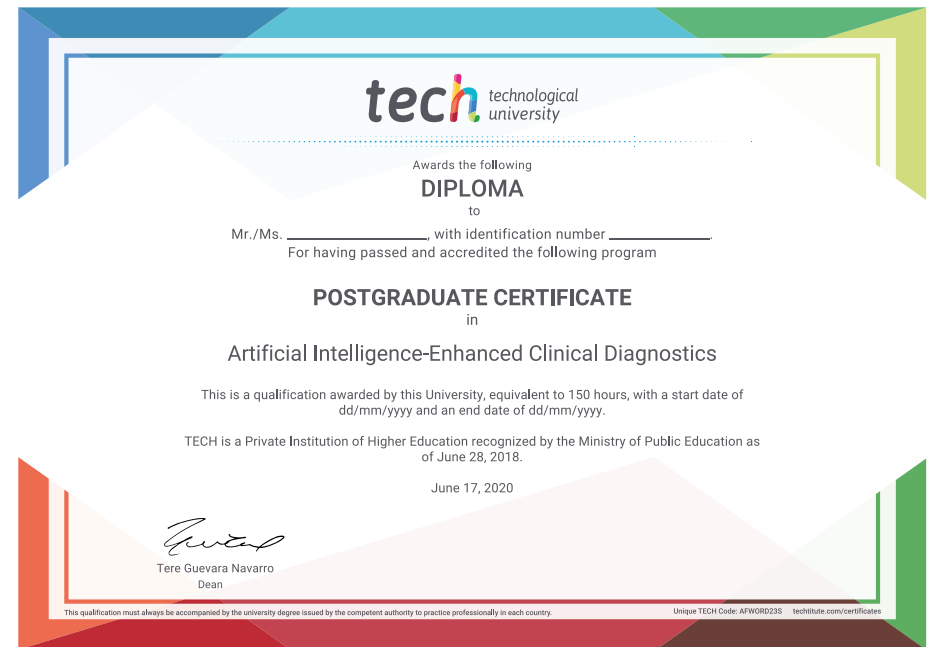 tech technological
university
Awards the following
DIPLOMA
to
Mr./Ms. ____________________, with identification number ______________.
For having passed and accredited the following program
POSTGRADUATE CERTIFICATE
in
Artificial Intelligence-Enhanced Clinical Diagnostics
This is a qualification awarded by this University, equivalent to 150 hours, with a start date of
dd/mm/yyyy and an end date of dd/mm/yyyy.
TECH is a Private Institution of Higher Education recognized by the Ministry of Public Education as
of June 28, 2018.
June 17, 2020
Tere Guevara Navarro
Dean
This qualification must always be accompanied by the university degree issued by the competent authority to practice professionally in each country.
Unique TECH Code: AFWORD23S techtitute.com/certificates